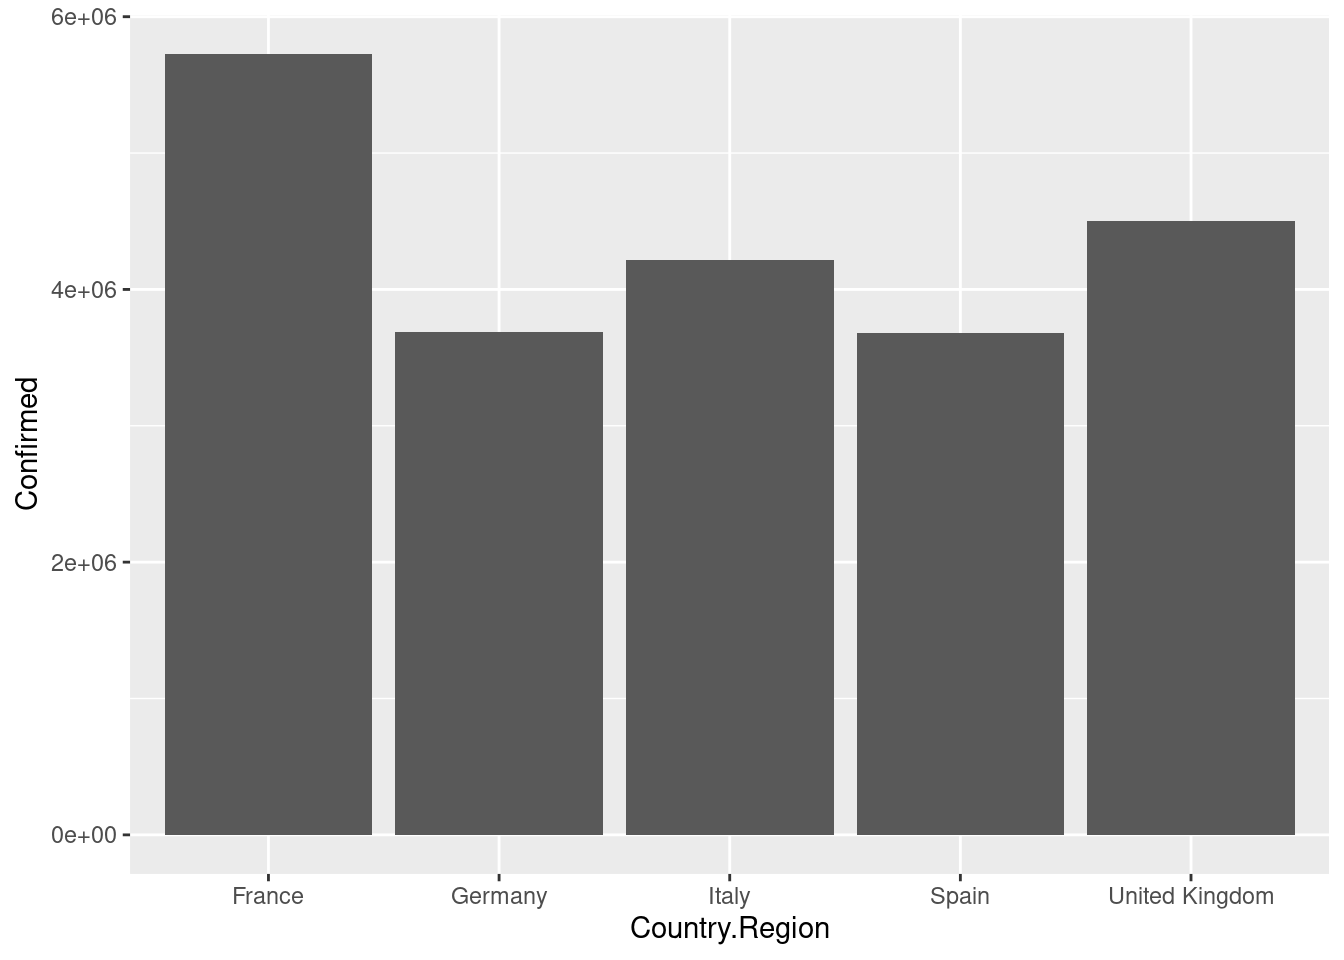 6e+06
4e+06
2e+06
0e+00
Confirmed
France Germany Italy Spain United Kingdom
Country.Region